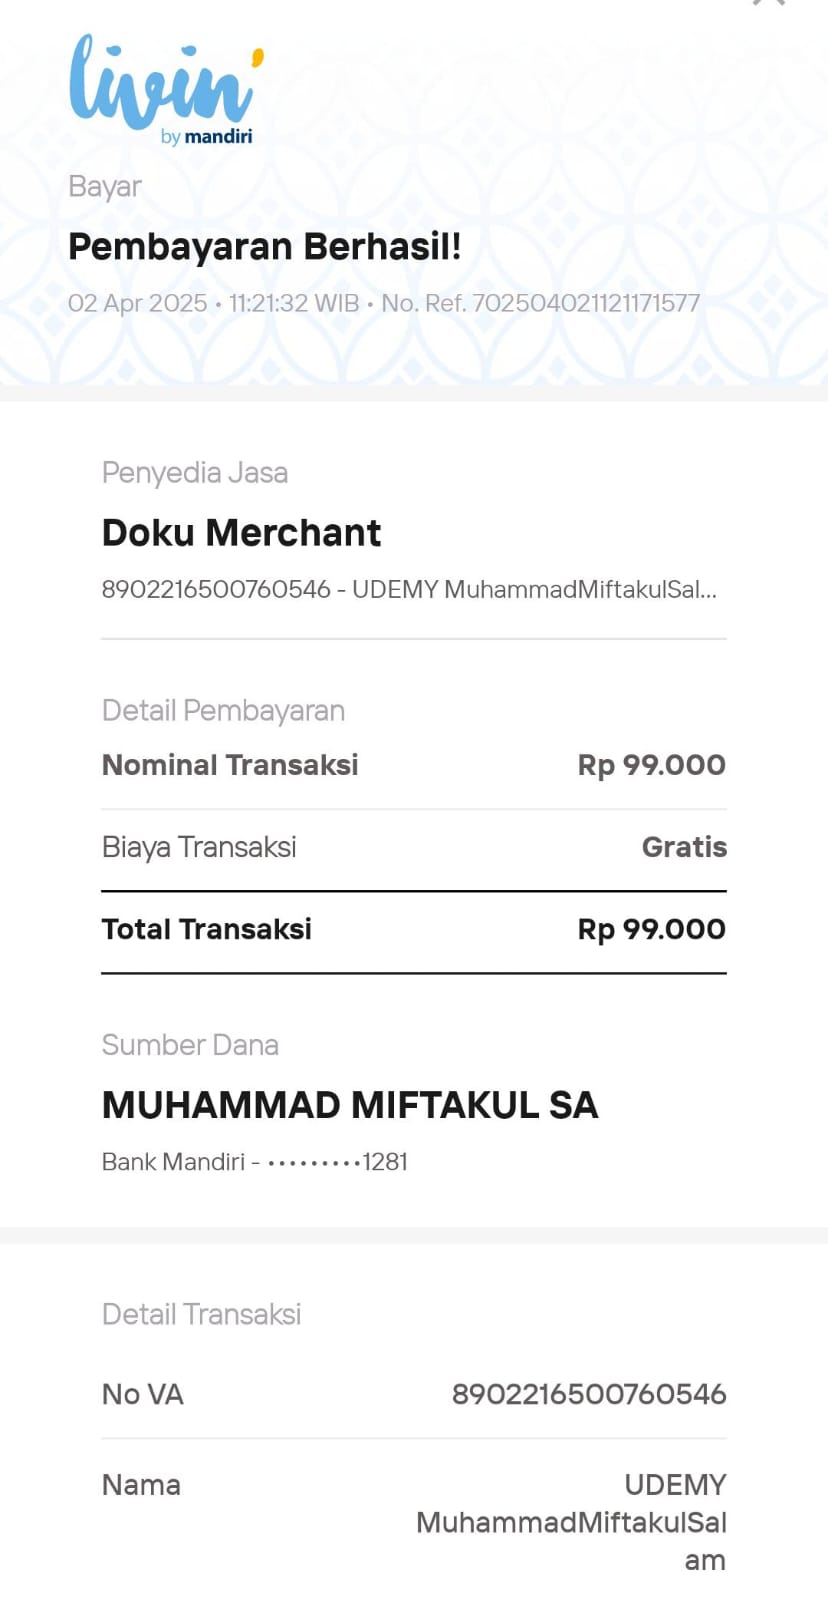 livin'
by mandiri
Bayar
Pembayaran Berhasil!
02 Apr 2025 • 11:21:32 WIB • No. Ref. 702504021121171577
Penyedia Jasa
Doku Merchant
8902216500760546 - UDEMY MuhammadMiftakulSal...
Detail Pembayaran
Nominal Transaksi Rp 99.000
Biaya Transaksi Gratis
Total Transaksi Rp 99.000
Sumber Dana
MUHAMMAD MIFTAKUL SA
Bank Mandiri - •••••••••1281
Detail Transaksi
No VA 8902216500760546
Nama UDEMY
MuhammadMiftakulSal
am